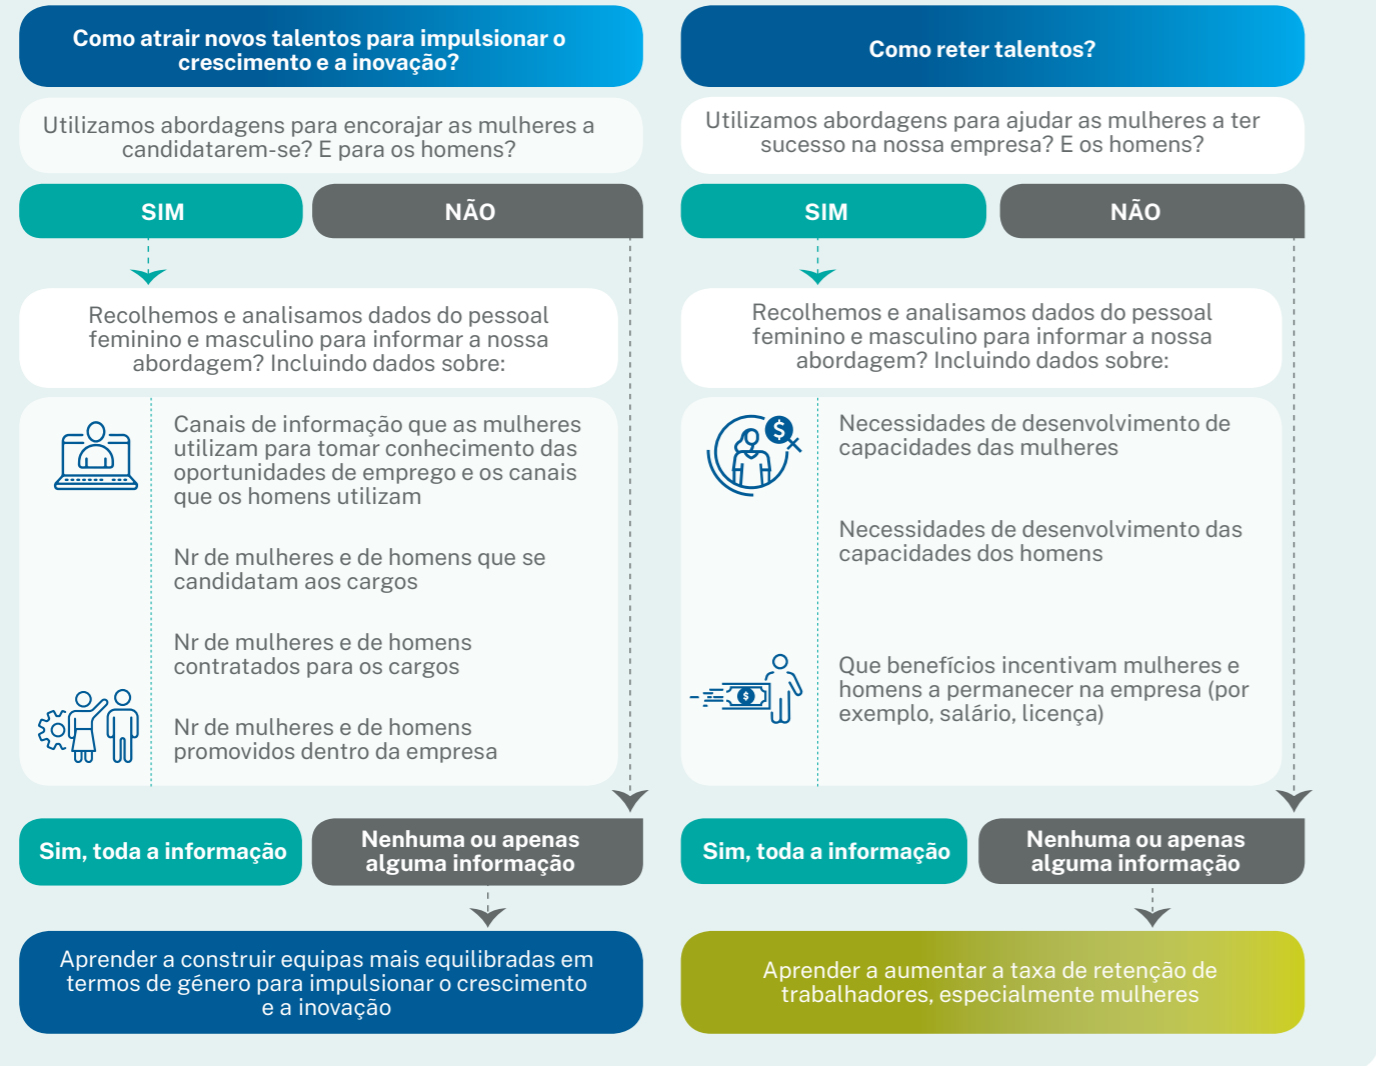 Como atrair novos talentos para impulsionar o
crescimento e a inovação?
Utilizamos abordagens para encorajar as mulheres a
candidatarem-se? E para os homens?
SIM
NÃO
Recolhemos e analisamos dados do pessoal
feminino e masculino para informar a nossa
abordagem? Incluindo dados sobre:
Canais de informação que as mulheres
utilizam para tomar conhecimento das
oportunidades de emprego e os canais
que os homens utilizam
Nr de mulheres e de homens que se
candidatam aos cargos
Nr de mulheres e de homens
contratados para os cargos
Nr de mulheres e de homens
promovidos dentro da empresa
Sim, toda a informação
Nenhuma ou apenas
alguma informação
Aprender a construir equipas mais equilibradas em
termos de género para impulsionar o crescimento
e a inovação
Como reter talentos?
Utilizamos abordagens para ajudar as mulheres a ter
sucesso na nossa empresa? E os homens?
SIM
NÃO
Recolhemos e analisamos dados do pessoal
feminino e masculino para informar a nossa
abordagem? Incluindo dados sobre:
$
Necessidades de desenvolvimento de
capacidades das mulheres
Necessidades de desenvolvimento das
capacidades dos homens
$
Que benefícios incentivam mulheres e
homens a permanecer na empresa (por
exemplo, salário, licença)
Sim, toda a informação
Nenhuma ou apenas
alguma informação
Aprender a aumentar a taxa de retenção de
trabalhadores, especialmente mulheres